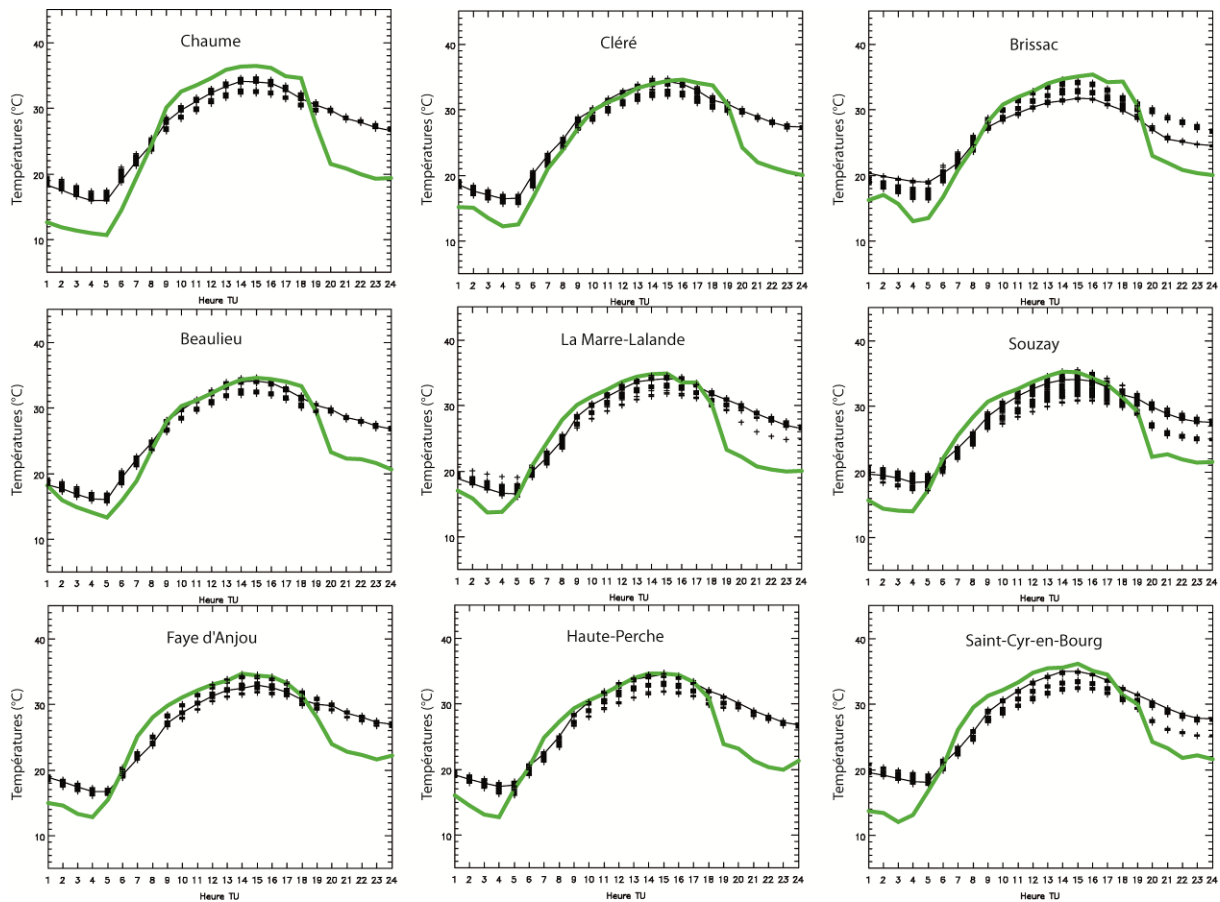 Chaume
Températures (°C)
40
30
20
10
1 2 3 4 5 6 7 8 9 10 11 12 13 14 15 16 17 18 19 20 21 22 23 24
Heure TU
Cléré
Températures (°C)
40
30
20
10
1 2 3 4 5 6 7 8 9 10 11 12 13 14 15 16 17 18 19 20 21 22 23 24
Heure TU
Brissac
Températures (°C)
40
30
20
10
1 2 3 4 5 6 7 8 9 10 11 12 13 14 15 16 17 18 19 20 21 22 23 24
Heure TU
Beaulieu
Températures (°C)
40
30
20
10
1 2 3 4 5 6 7 8 9 10 11 12 13 14 15 16 17 18 19 20 21 22 23 24
Heure TU
La Marre-Lalande
Températures (°C)
40
30
20
10
1 2 3 4 5 6 7 8 9 10 11 12 13 14 15 16 17 18 19 20 21 22 23 24
Heure TU
Souzay
Températures (°C)
40
30
20
10
1 2 3 4 5 6 7 8 9 10 11 12 13 14 15 16 17 18 19 20 21 22 23 24
Heure TU
Faye d'Anjou
Températures (°C)
40
30
20
10
1 2 3 4 5 6 7 8 9 10 11 12 13 14 15 16 17 18 19 20 21 22 23 24
Heure TU
Haute-Perche
Températures (°C)
40
30
20
10
1 2 3 4 5 6 7 8 9 10 11 12 13 14 15 16 17 18 19 20 21 22 23 24
Heure TU
Saint-Cyr-en-Bourg
Températures (°C)
40
30
20
10
1 2 3 4 5 6 7 8 9 10 11 12 13 14 15 16 17 18 19 20 21 22 23 24
Heure TU